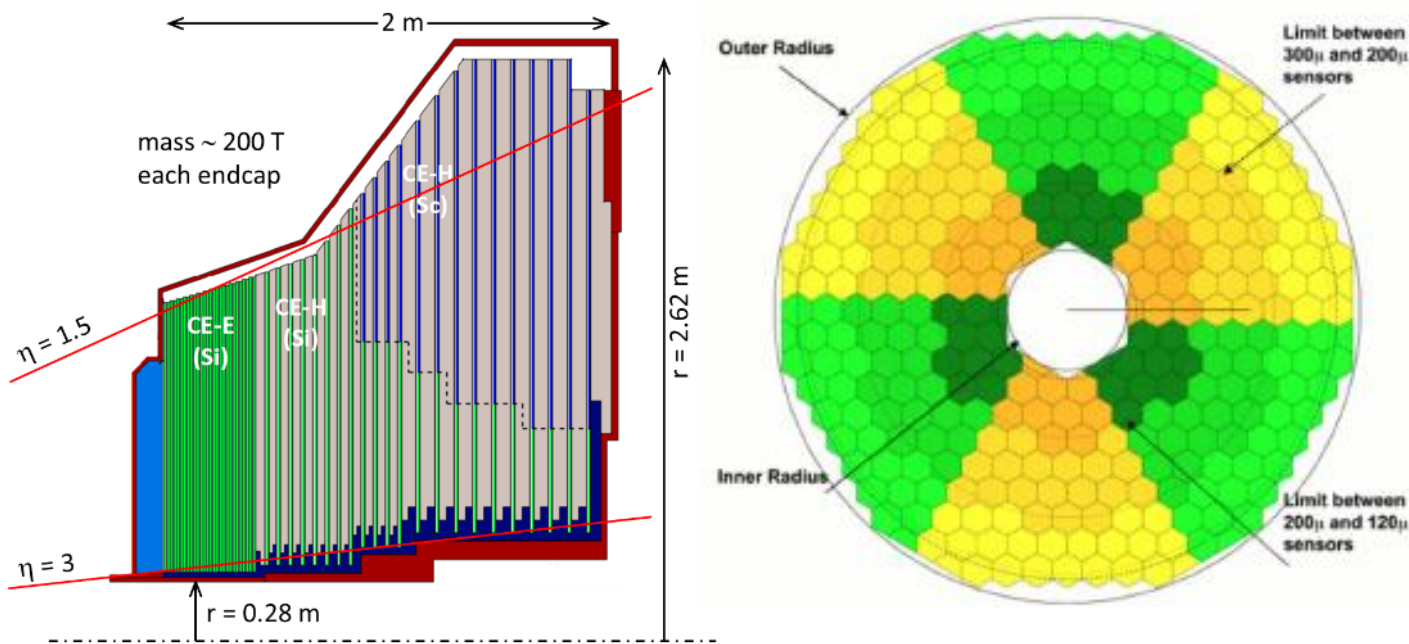 2 m
mass ~ 200 T
each endcap
CE-H
(Sc)
CE-E
(Si)
CE-H
(Si)
η = 1.5
η = 3
r = 0.28 m
r = 2.62 m
Outer Radius
Limit between
300μ and 200μ
sensors
Inner Radius
Limit between
200μ and 120μ
sensors